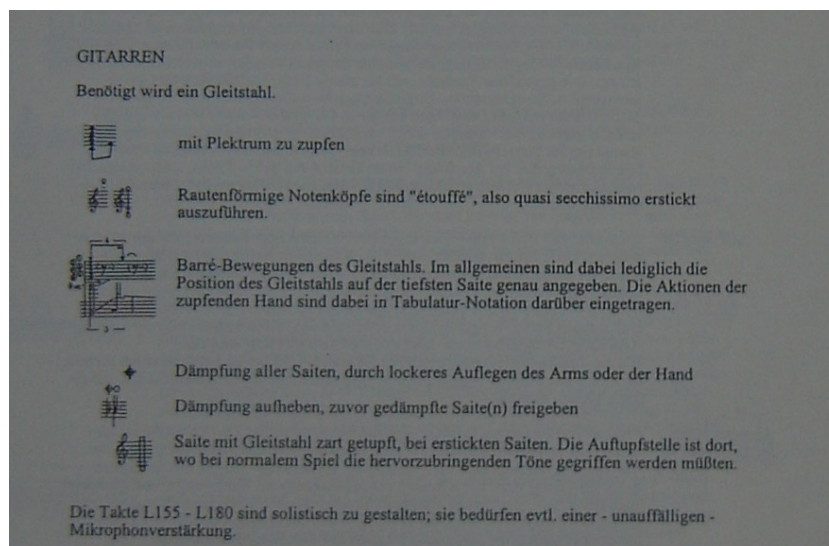 GITARREN
Benötigt wird ein Gleitstahl.
mit Plektrum zu zupfen
Rautenförmige Notenköpfe sind "étouffé", also quasi secchissimo erstickt
auszuführen.
Barré-Bewegungen des Gleitstahls. Im allgemeinen sind dabei lediglich die
Position des Gleitstahls auf der tiefsten Saite genau angegeben. Die Aktionen der
zupfenden Hand sind dabei in Tabulatur-Notation darüber eingetragen.
Dämpfung aller Saiten, durch lockeres Auflegen des Arms oder der Hand
Dämpfung aufheben, zuvor gedämpfte Saite(n) freigeben
Saite mit Gleitstahl zart getupft, bei erstickten Saiten. Die Auftupfstelle ist dort,
wo bei normalem Spiel die hervorzubringenden Töne gegriffen werden müßten.
Die Takte L155 - L180 sind solistisch zu gestalten; sie bedürfen evtl. einer - unauffälligen -
Mikrophonverstärkung.